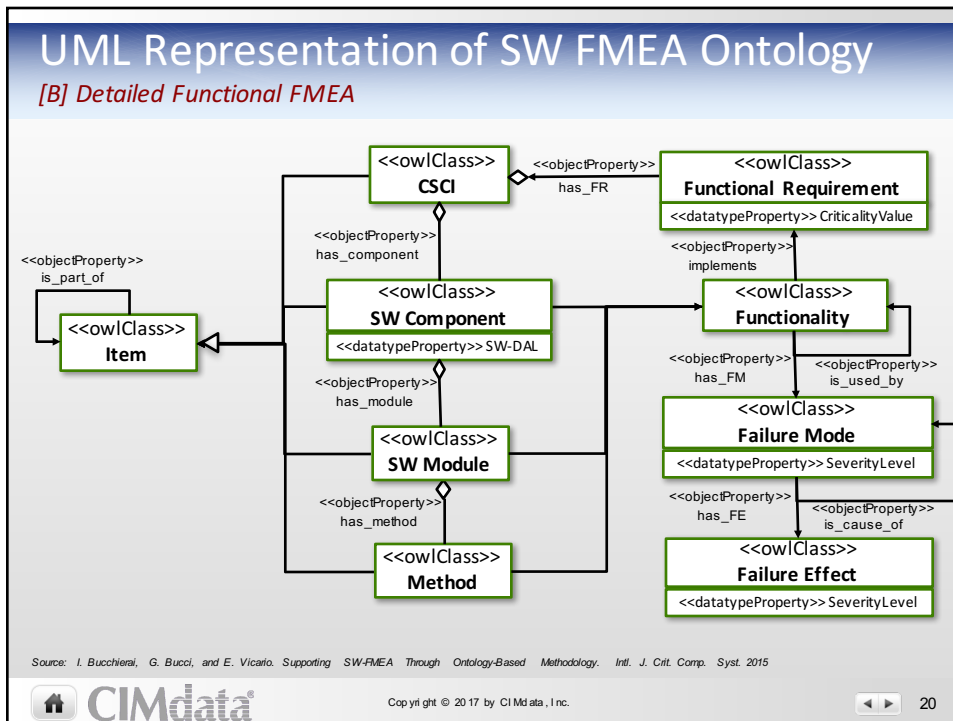 UML Representation of SW FMEA Ontology
[B] Detailed Functional FMEA
<<owlClass>>
CSCI
<<objectProperty>>
has_FR
<<owlClass>>
Functional Requirement
<<datatypeProperty>> CriticalityValue
<<objectProperty>>
has_component
<<objectProperty>>
implements
<<objectProperty>>
is_part_of
<<owlClass>>
Item
<<owlClass>>
SW Component
<<datatypeProperty>> SW-DAL
<<owlClass>>
Functionality
<<objectProperty>>
has_module
<<objectProperty>>
has_FM
<<objectProperty>>
is_used_by
<<owlClass>>
SW Module
<<owlClass>>
Failure Mode
<<datatypeProperty>> SeverityLevel
<<objectProperty>>
has_method
<<objectProperty>>
has_FE
<<objectProperty>>
is_cause_of
<<owlClass>>
Method
<<owlClass>>
Failure Effect
<<datatypeProperty>> SeverityLevel
Source: I. Bucchierai, G. Bucci, and E. Vicario. Supporting SW-FMEA Through Ontology-Based Methodology. Intl. J. Crit. Comp. Syst. 2015
CIMdata®
Copyright © 2017 by CIMdata, Inc.
20